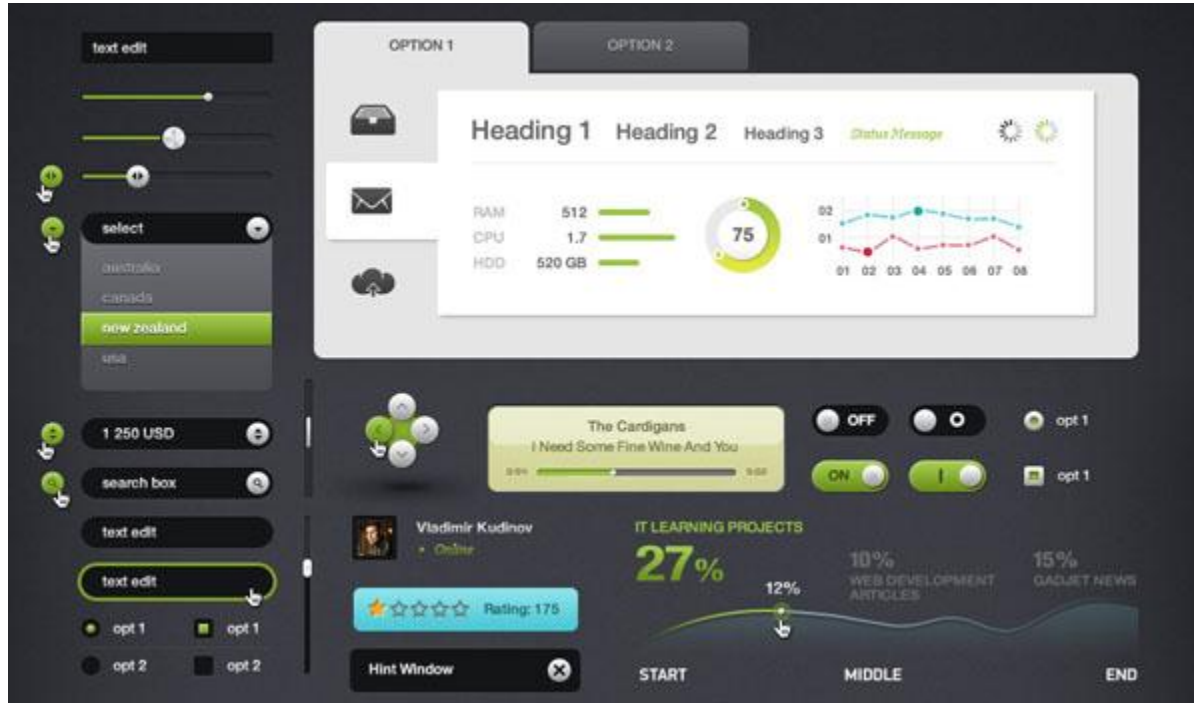 text edit
select
australia
canada
new zealand
usa
1 250 USD
search box
text edit
text edit
opt 1 opt 1
opt 2 opt 2
OPTION 1 OPTION 2
Heading 1 Heading 2 Heading 3 Status Message
RAM 512
CPU 1.7
HDD 520 GB
75
02
01
01 02 03 04 05 06 07 08
The Cardigans
I Need Some Fine Wine And You
OFF O opt 1
ON I opt 1
Vladimir Kudinov
• Online
Rating: 175
Hint Window
IT LEARNING PROJECTS
27%
12%
10%
WEB DEVELOPMENT
ARTICLES
15%
GADJET NEWS
START MIDDLE END